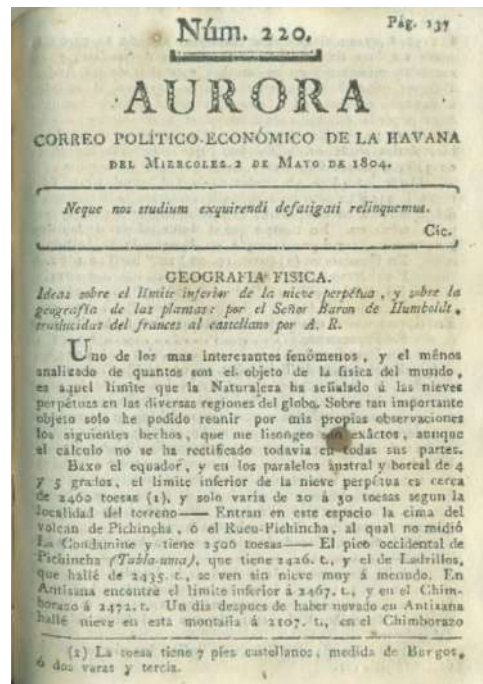 Núm. 220.
Pág. 137
AURORA
CORREO POLÍTICO-ECONÓMICO DE LA HAVANA
DEL MIERCOLES 2 DE MAYO DE 1804.
Neque nos studium exquirendi defatigati relinquemus.
Cic.
GEOGRAFIA FISICA.
Ideas sobre el límite inferior de la nieve perpétua, y sobre la
geografía de las plantas: por el Señor Baron de Humboldt,
traducidas del frances al castellano por A. R.
Uno de los mas interesantes fenómenos, y el ménos
analizado de quantos son el objeto de la física del mundo,
es aquel límite que la Naturaleza ha señalado á las nieves
perpétuas en las diversas regiones del globo. Sobre tan importante
objeto solo he podido reunir por mis propias observaciones
los siguientes hechos, que me lisongeo son exâctos, aunque
el cálculo no se ha rectificado todavia en todas sus partes.
Baxo el equador, y en los paralelos austral y boreal de 4
y 5 grados, el límite inferior de la nieve perpétua es cerca
de 2460 toesas (1), y solo varia de 20 á 30 toesas segun la
localidad del terreno— Entran en este espacio la cima del
volcan de Pichincha, ó el Rucu-Pichincha, al qual no midió
La Condamine y tiene 2506 toesas— El pico occidental de
Pichincha (Tabla-uma), que tiene 2426. t., y el de Ladrillos,
que hallé de 2435. t., se ven sin nieve muy á menudo. En
Antisana encontré el límite inferior á 2467. t., y en el Chim-
borazo á 2472. t. Un dia despues de haber nevado en Antisana
hallé nieve en esta montaña á 2107. t., en el Chimborazo
(1) La toesa tiene 7 pies castellanos, medida de Burgos,
ó dos varas y tercia.